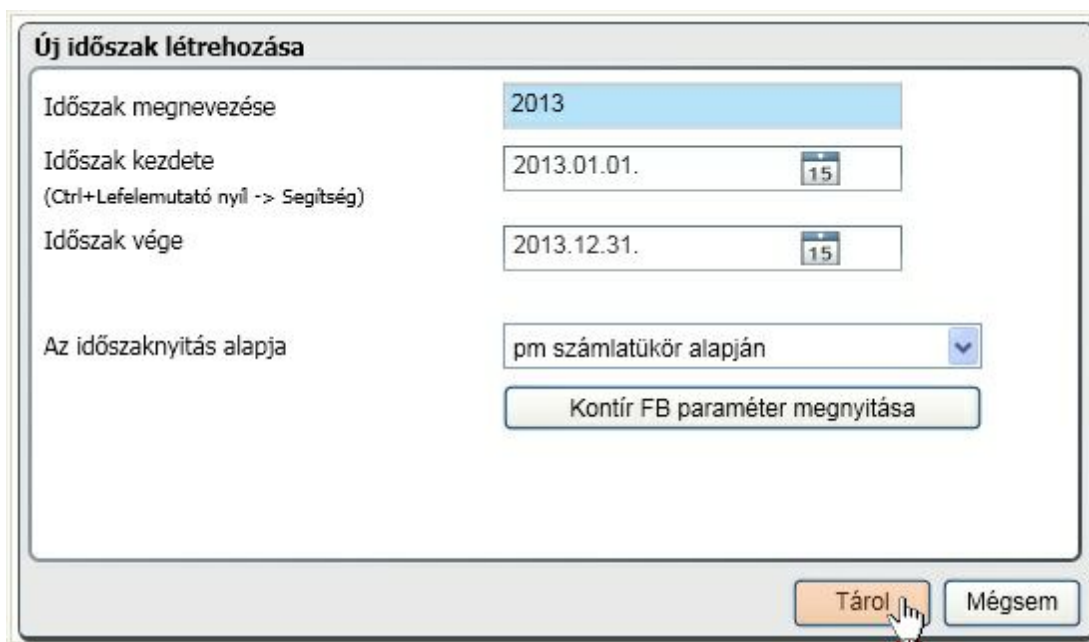 Új időszak létrehozása
Időszak megnevezése
2013
Időszak kezdete
2013.01.01.
15
(Ctrl+Lefelemutató nyíl -> Segítség)
Időszak vége
2013.12.31.
15
Az időszaknyitás alapja
pm számlatükör alapján
Kontír FB paraméter megnyitása
Tárol
Mégsem